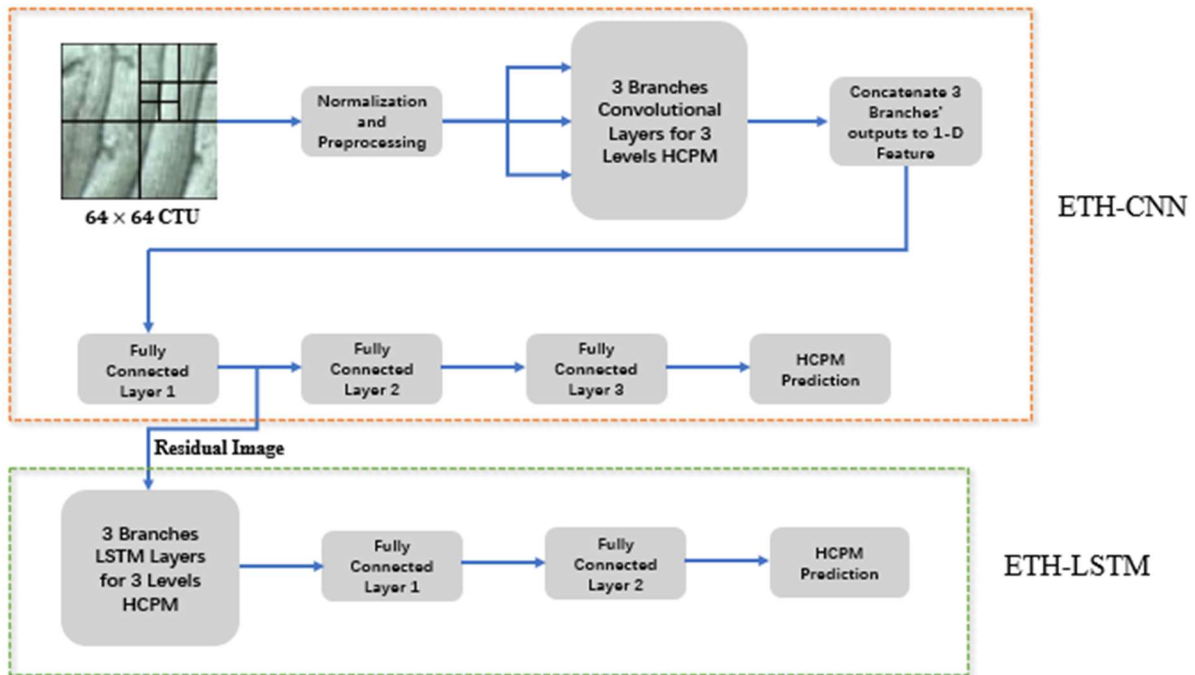 Normalization
and
Preprocessing
3 Branches
Convolutional
Layers for 3
Levels HCPM
Concatenate 3
Branches'
outputs to 1-D
Feature
64 × 64 CTU
ETH-CNN
Fully
Connected
Layer 1
Fully
Connected
Layer 2
Fully
Connected
Layer 3
HCPM
Prediction
Residual Image
3 Branches
LSTM Layers
for 3 Levels
HCPM
Fully
Connected
Layer 1
Fully
Connected
Layer 2
HCPM
Prediction
ETH-LSTM